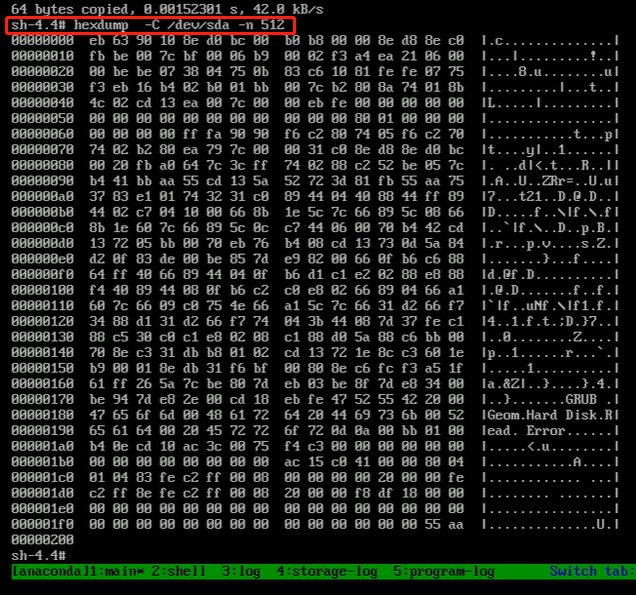 64 bytes copied, 0.00152301 s, 42.0 kB/s
sh-4.4# hexdump  -C /dev/sda -n 512
00000000  eb 63 90 10 8e d0 bc 00  b0 b8 00 00 8e d8 8e c0  |.c..............|
00000010  fb be 00 7c bf 00 06 b9  00 02 f3 a4 ea 21 06 00  |...|.........!..|
00000020  00 be be 07 38 04 75 0b  83 c6 10 81 fe fe 07 75  |....8.u........u|
00000030  f3 eb 16 b4 02 b0 01 bb  00 7c b2 80 8a 74 01 8b  |.........|...t..|
00000040  4c 02 cd 13 ea 00 7c 00  00 eb fe 00 00 00 00 00  |L.....|.........|
00000050  00 00 00 00 00 00 00 00  00 00 00 80 01 00 00 00  |................|
00000060  00 00 00 00 ff fa 90 90  f6 c2 80 74 05 f6 c2 70  |...........t...p|
00000070  74 02 b2 80 ea 79 7c 00  00 31 c0 8e d8 8e d0 bc  |t....y|..1......|
00000080  00 20 fb a0 64 7c 3c ff  74 02 88 c2 52 be 05 7c  |. ..d|<.t...R..||
00000090  b4 41 bb aa 55 cd 13 5a  52 72 3d 81 fb 55 aa 75  |.A..U..ZRr=..U.u|
000000a0  37 83 e1 01 74 32 31 c0  89 44 04 40 88 44 ff 89  |7...t21..D.@.D..|
000000b0  44 02 c7 04 10 00 66 8b  1e 5c 7c 66 89 5c 08 66  |D.....f..\|f.\.f|
000000c0  8b 1e 60 7c 66 89 5c 0c  c7 44 06 00 70 b4 42 cd  |..`|f.\..D..p.B.|
000000d0  13 72 05 bb 00 70 eb 76  b4 08 cd 13 73 0d 5a 84  |.r...p.v....s.Z.|
000000e0  d2 0f 83 de 00 be 85 7d  e9 82 00 66 0f b6 c6 88  |.......}...f....|
000000f0  64 ff 40 66 89 44 04 0f  b6 d1 c1 e2 02 88 e8 88  |d.@f.D..........|
00000100  f4 40 89 44 08 0f b6 c2  c0 e8 02 66 89 04 66 a1  |.@.D.......f..f.|
00000110  60 7c 66 09 c0 75 4e 66  a1 5c 7c 66 31 d2 66 f7  |`|f..uNf.\|f1.f.|
00000120  34 88 d1 31 d2 66 f7 74  04 3b 44 08 7d 37 fe c1  |4..1.f.t.;D.}7..|
00000130  88 c5 30 c0 c1 e8 02 08  c1 88 d0 5a 88 c6 bb 00  |..0........Z....|
00000140  70 8e c3 31 db b8 01 02  cd 13 72 1e 8c c3 60 1e  |p..1......r...`.|
00000150  b9 00 01 8e db 31 f6 bf  00 80 8e c6 fc f3 a5 1f  |.....1..........|
00000160  61 ff 26 5a 7c be 80 7d  eb 03 be 8f 7d e8 34 00  |a.&Z|..}....}.4.|
00000170  be 94 7d e8 2e 00 cd 18  eb fe 47 52 55 42 20 00  |..}.......GRUB .|
00000180  47 65 6f 6d 00 48 61 72  64 20 44 69 73 6b 00 52  |Geom.Hard Disk.R|
00000190  65 61 64 00 20 45 72 72  6f 72 0d 0a 00 bb 01 00  |ead. Error......|
000001a0  b4 0e cd 10 ac 3c 00 75  f4 c3 00 00 00 00 00 00  |.....<.u........|
000001b0  00 00 00 00 00 00 00 00  ac 15 c0 41 00 00 80 04  |...........A....|
000001c0  01 04 83 fe c2 ff 00 08  00 00 00 00 20 00 00 fe  |............ ...|
000001d0  c2 ff 8e fe c2 ff 00 08  20 00 00 f8 df 18 00 00  |........ .......|
000001e0  00 00 00 00 00 00 00 00  00 00 00 00 00 00 00 00  |................|
000001f0  00 00 00 00 00 00 00 00  00 00 00 00 00 00 55 aa  |..............U.|
00000200
sh-4.4#
[anaconda]1:main* 2:shell  3:log  4:storage-log  5:program-log        Switch tab: